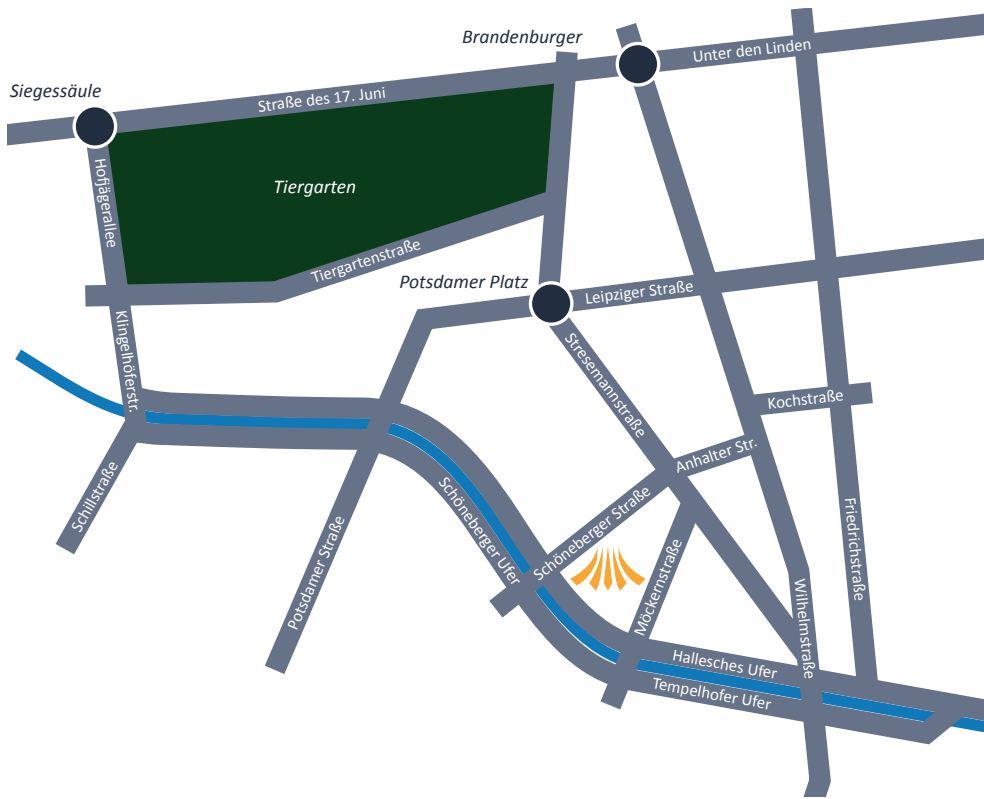 Brandenburger
Unter den Linden
Siegessäule
Straße des 17. Juni
Hofjägerallee
Tiergarten
Tiergartenstraße
Potsdamer Platz
Leipziger Straße
Klingelhöferstr.
Stresemannstraße
Kochstraße
Anhalter Str.
Schillstraße
Schöneberger Ufer
Schöneberger Straße
Friedrichstraße
Potsdamer Straße
Möckernstraße
Wilhelmstraße
Hallesches Ufer
Tempelhofer Ufer